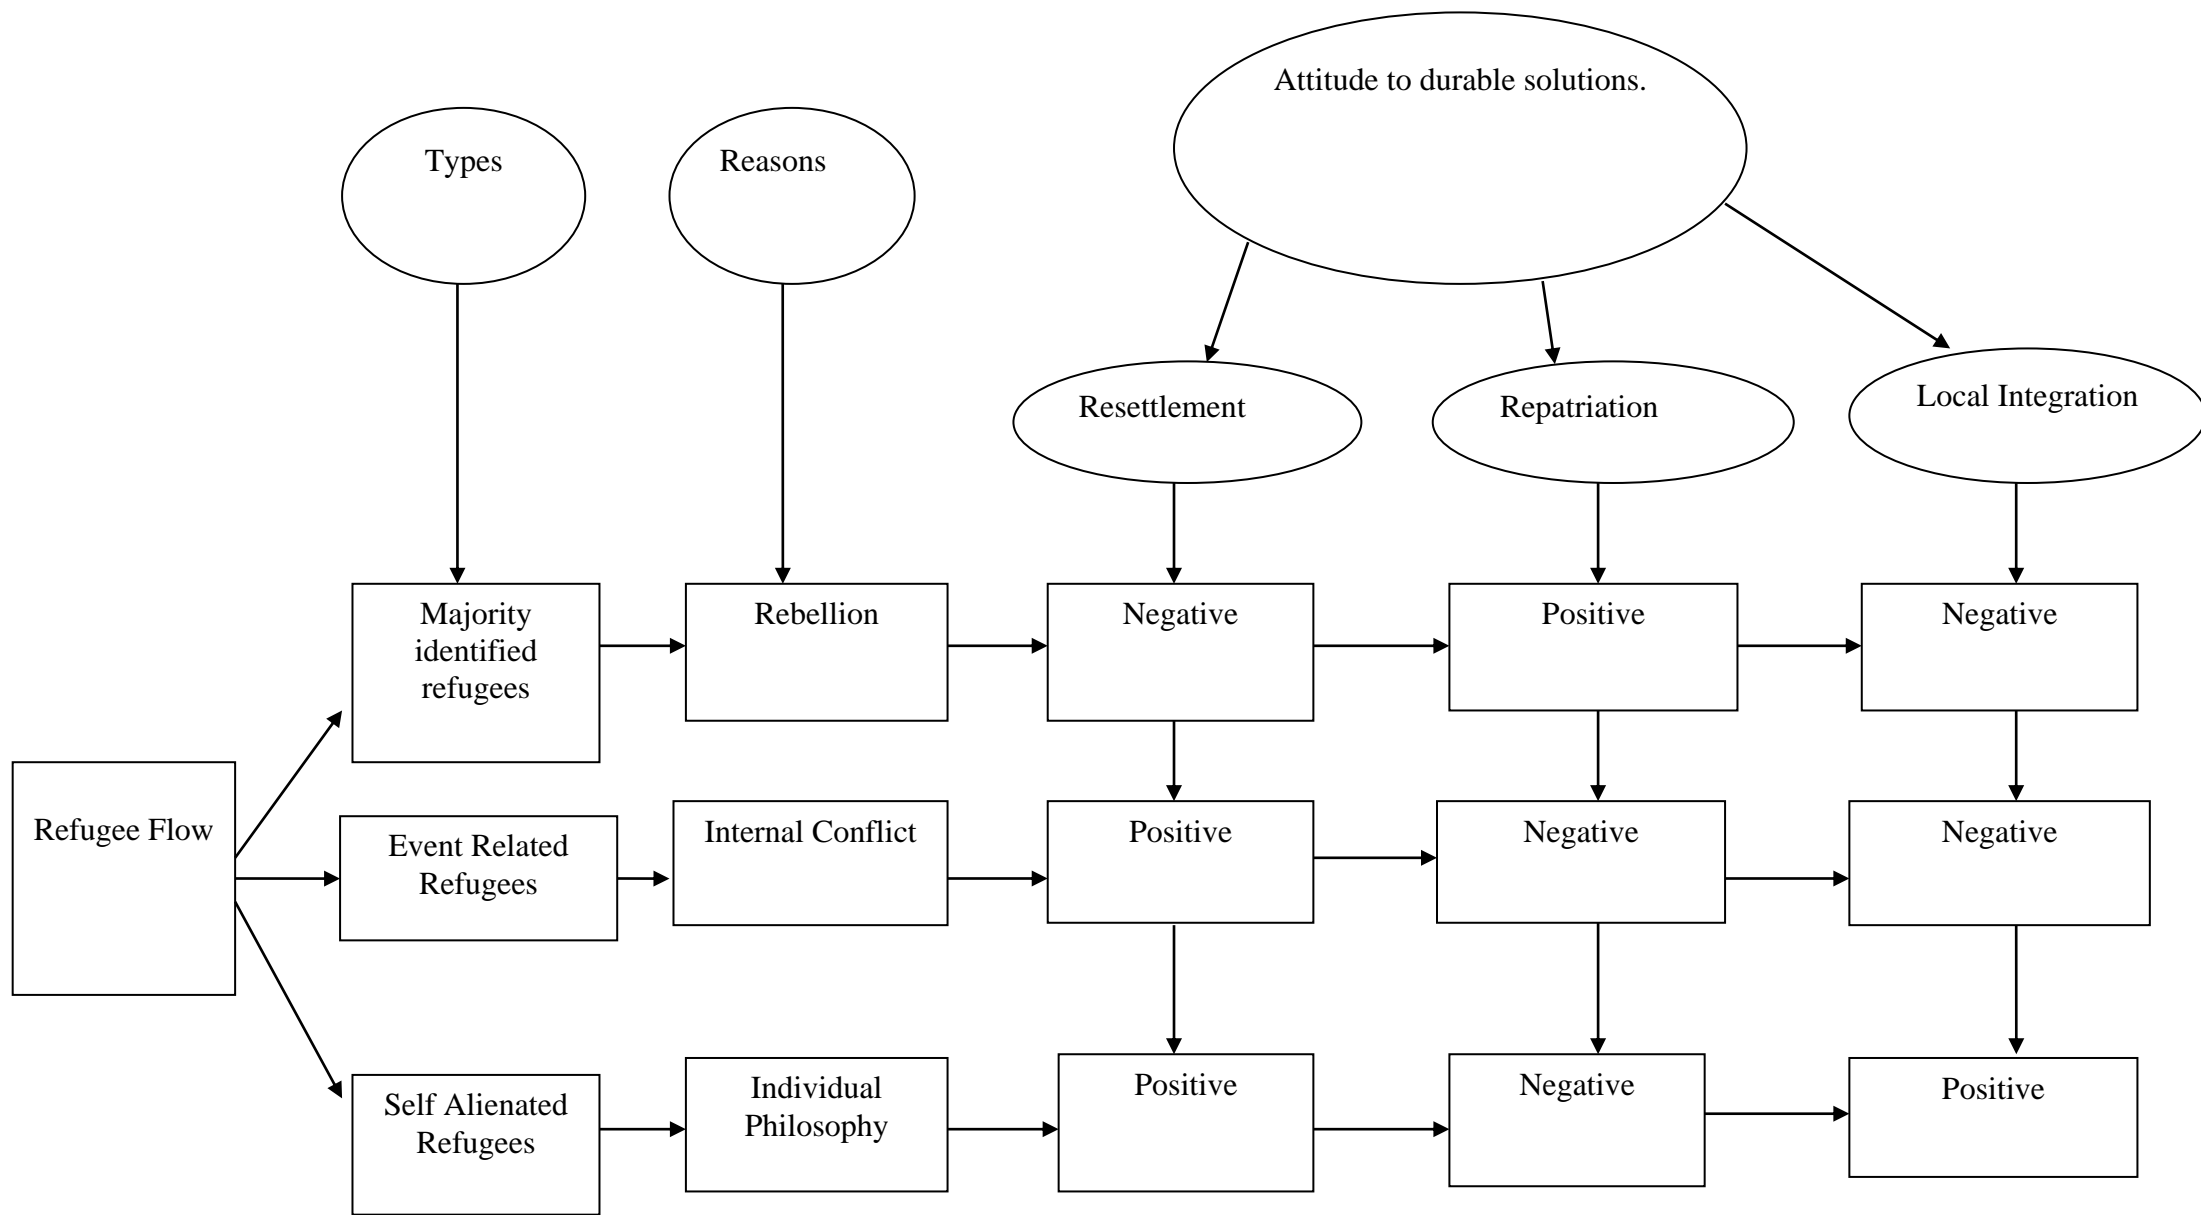 Attitude to durable solutions.
Types
Reasons
Resettlement
Repatriation
Local Integration
Majority
identified
refugees
Rebellion
Negative
Positive
Negative
Refugee Flow
Event Related
Refugees
Internal Conflict
Positive
Negative
Negative
Self Alienated
Refugees
Individual
Philosophy
Positive
Negative
Positive